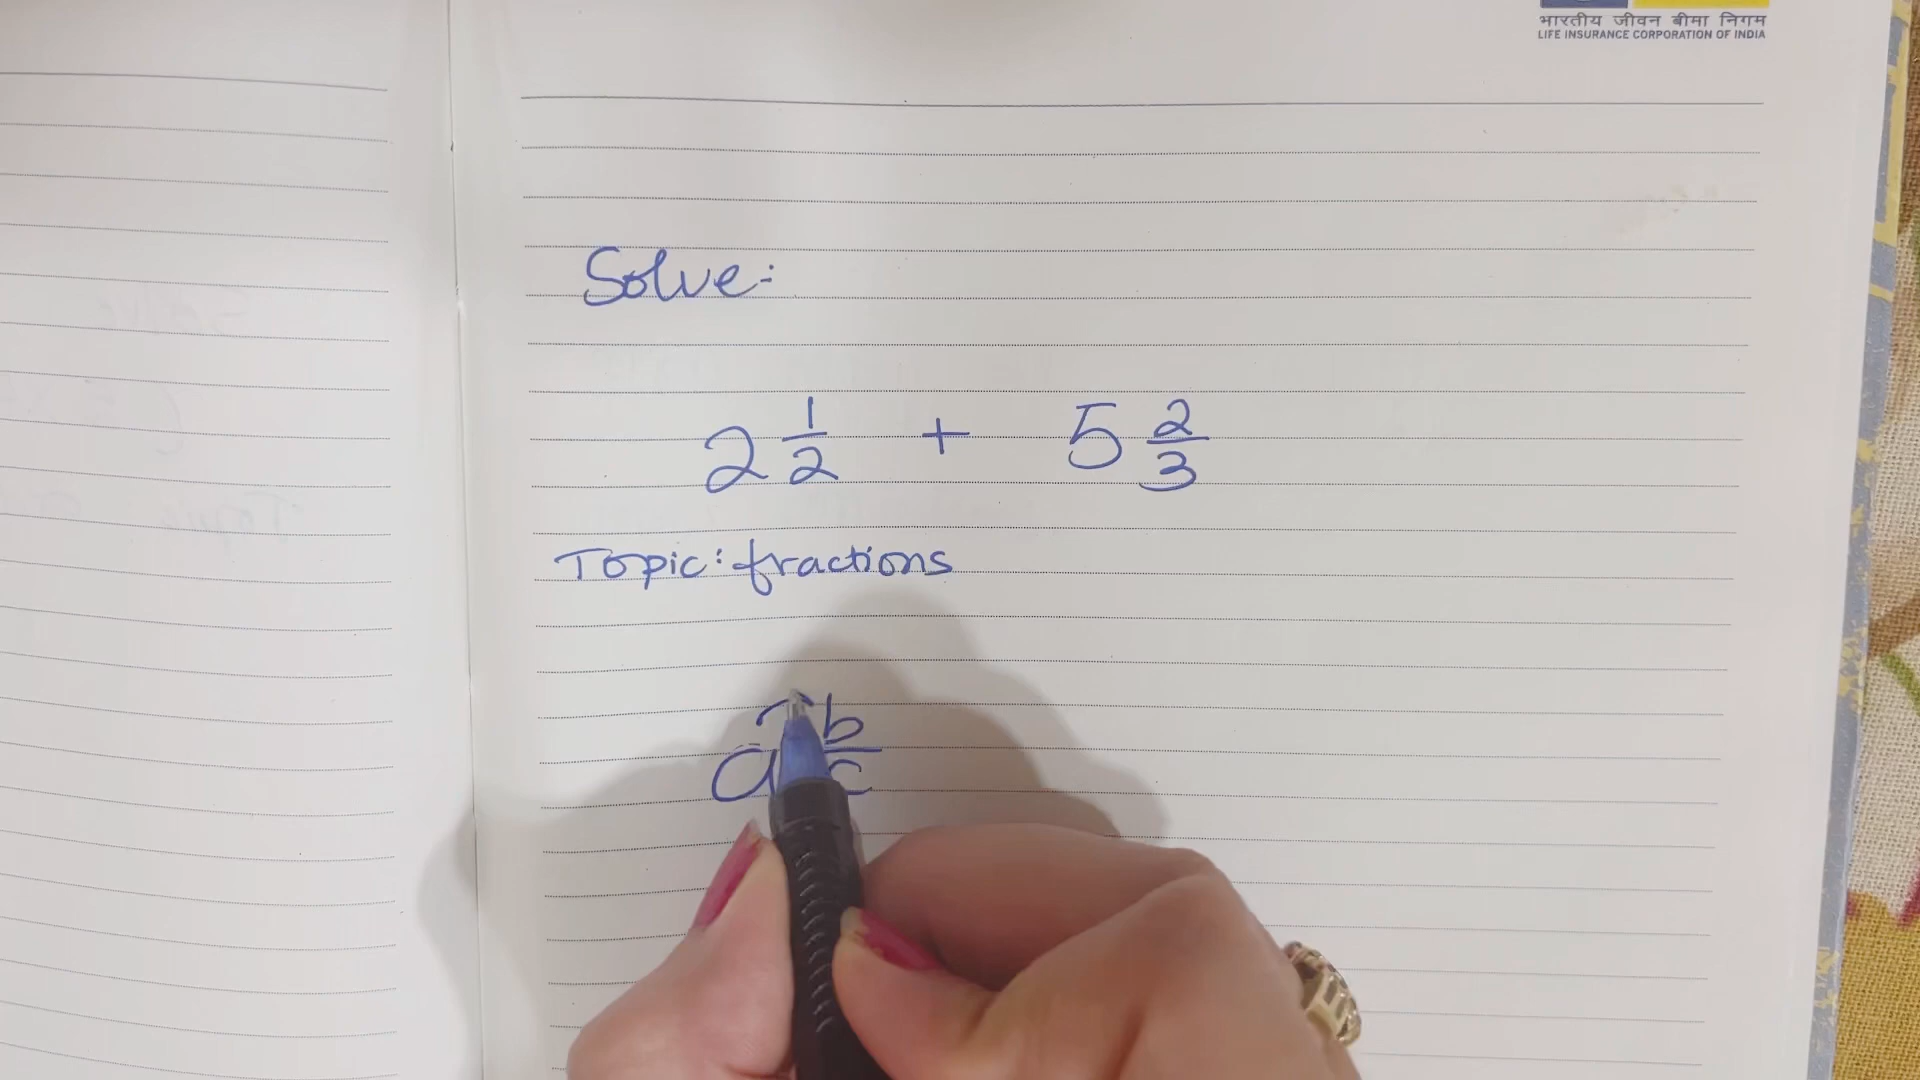 भारतीय जीवन बीमा निगम
LIFE INSURANCE CORPORATION OF INDIA
Solve:
2 1/2 + 5 2/3
Topic: fractions
a b/c